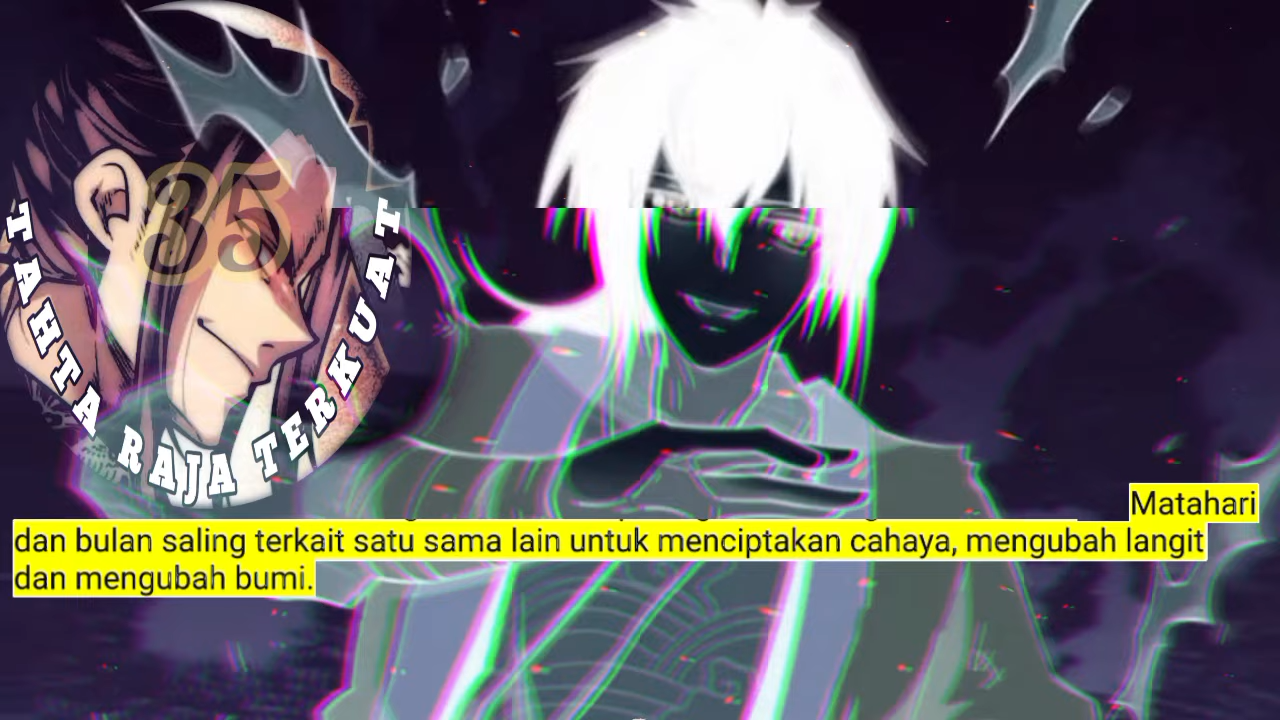 35
TAHTA RAJA TERKUAT
Matahari
dan bulan saling terkait satu sama lain untuk menciptakan cahaya, mengubah langit
dan mengubah bumi.